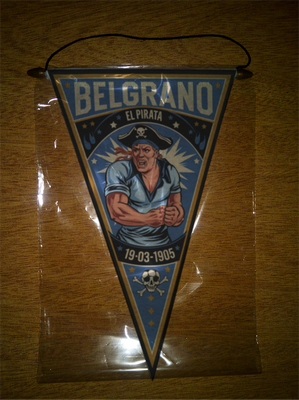 BELGRANO
EL PIRATA
19-03-1905